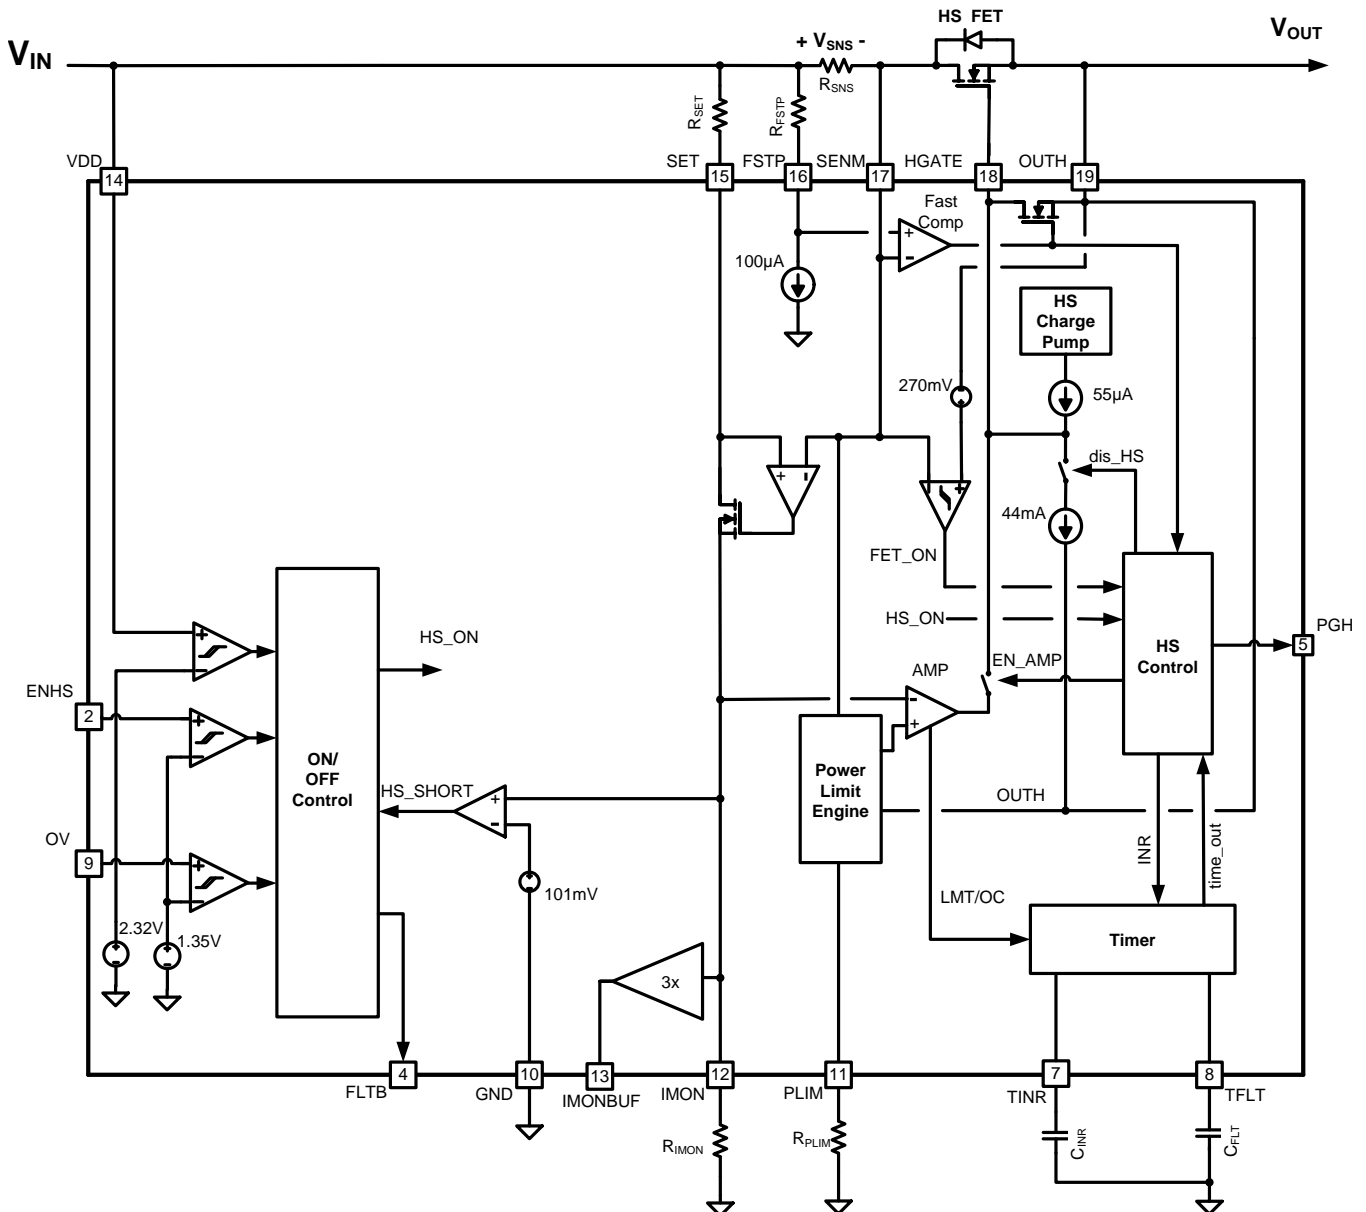 HS FET
VIN
+ VSNS -
VOUT
RSNS
RSET
RFSTP
VDD
SET
FSTP
SENM
HGATE
OUTH
14
15
16
17
18
19
Fast
Comp
+
-
100µA
HS
Charge
Pump
270mV
55µA
dis_HS
+ -
+
44mA
FET_ON
HS_ON
HS_ON
HS
Control
PGH
5
ENHS
2
+
-
+
-
EN_AMP
AMP
-
+
ON/
OFF
Control
HS_SHORT
+
-
Power
Limit
Engine
OUTH
OV
9
+
-
INR
time_out
101mV
LMT/OC
2.32V
1.35V
Timer
3x
4
10
13
12
11
7
8
FLTB
GND
IMONBUF
IMON
PLIM
TINR
TFLT
RIMON
RPLIM
CINR
CFLT